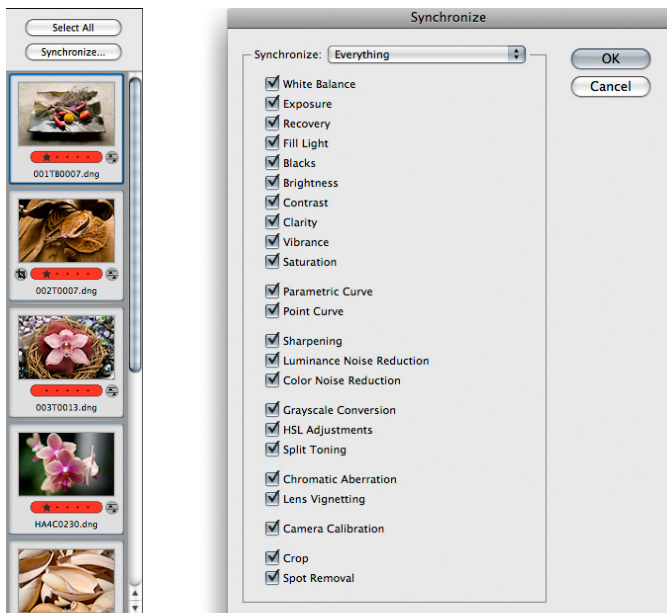 Select All
Synchronize...
001TB0007.dng
002T0007.dng
003T0013.dng
HA4C0230.dng
Synchronize
Synchronize: Everything
OK
Cancel
White Balance
Exposure
Recovery
Fill Light
Blacks
Brightness
Contrast
Clarity
Vibrance
Saturation
Parametric Curve
Point Curve
Sharpening
Luminance Noise Reduction
Color Noise Reduction
Grayscale Conversion
HSL Adjustments
Split Toning
Chromatic Aberration
Lens Vignetting
Camera Calibration
Crop
Spot Removal